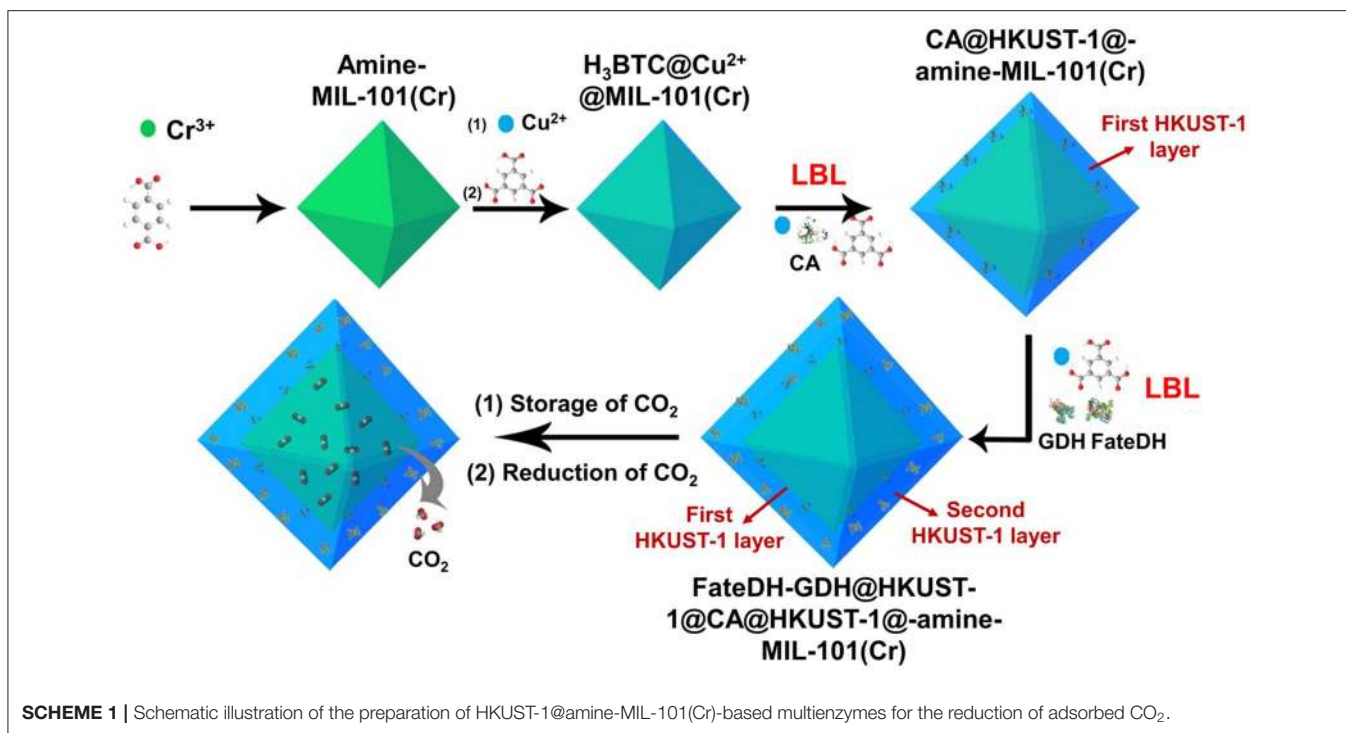 Cr³⁺
Amine-
MIL-101(Cr)
(1) Cu²⁺
(2)
H₃BTC@Cu²⁺
@MIL-101(Cr)
LBL
CA
CA@HKUST-1@-
amine-MIL-101(Cr)
First HKUST-1
layer
LBL
GDH FateDH
First
HKUST-1 layer
Second
HKUST-1 layer
FateDH-GDH@HKUST-
1@CA@HKUST-1@-amine-
MIL-101(Cr)
(1) Storage of CO₂
(2) Reduction of CO₂
CO₂
SCHEME 1 | Schematic illustration of the preparation of HKUST-1@amine-MIL-101(Cr)-based multienzymes for the reduction of adsorbed CO₂.